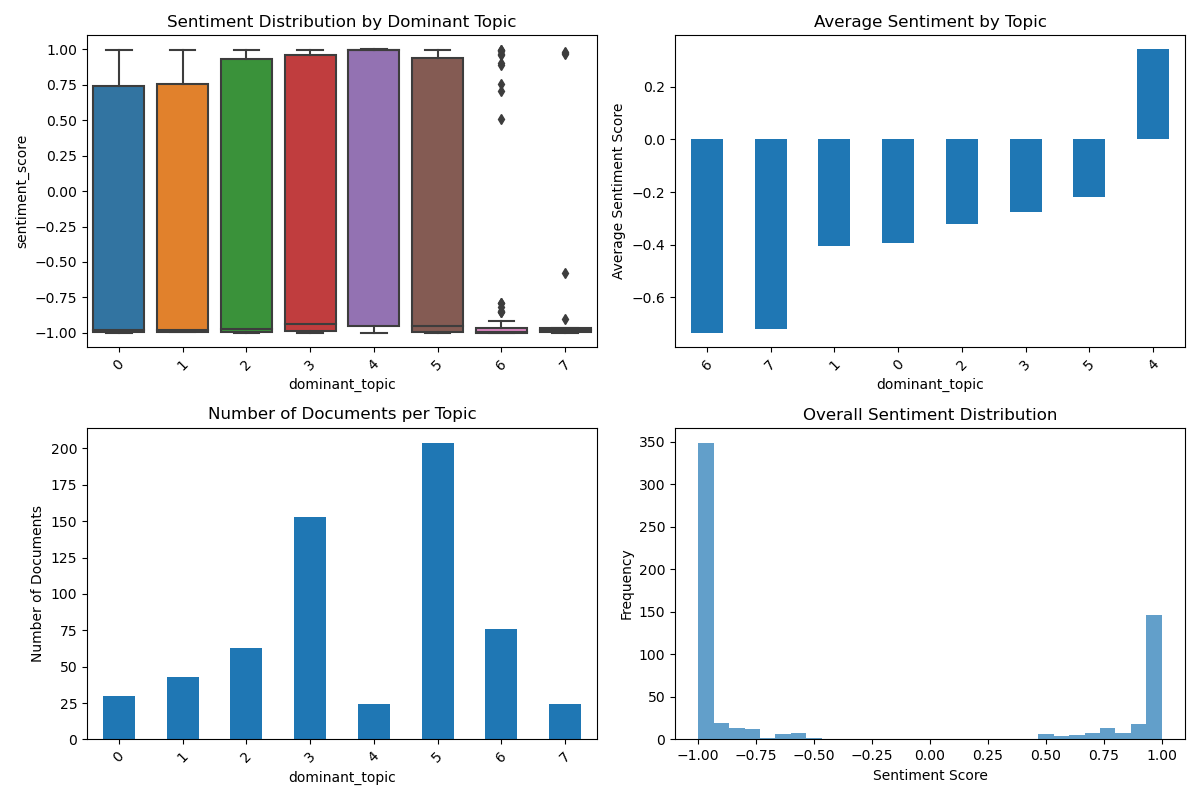 Sentiment Distribution by Dominant Topic
sentiment_score
1.00
0.75
0.50
0.25
0.00
−0.25
−0.50
−0.75
−1.00
0 1 2 3 4 5 6 7
dominant_topic
Average Sentiment by Topic
Average Sentiment Score
0.2
0.0
−0.2
−0.4
−0.6
6 7 1 0 2 3 5 4
dominant_topic
Number of Documents per Topic
Number of Documents
200
175
150
125
100
75
50
25
0
0 1 2 3 4 5 6 7
dominant_topic
Overall Sentiment Distribution
Frequency
350
300
250
200
150
100
50
0
−1.00 −0.75 −0.50 −0.25 0.00 0.25 0.50 0.75 1.00
Sentiment Score